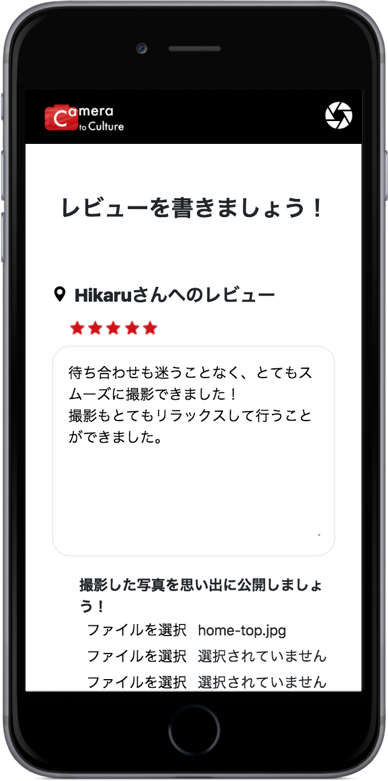 Camera
to Culture
レビューを書きましょう！
Hikaruさんへのレビュー
待ち合わせも迷うことなく、とてもス
ムーズに撮影できました！
撮影もとてもリラックスして行うこと
ができました。
撮影した写真を思い出に公開しましょ
う！
ファイルを選択 home-top.jpg
ファイルを選択 選択されていません
ファイルを選択 選択されていません